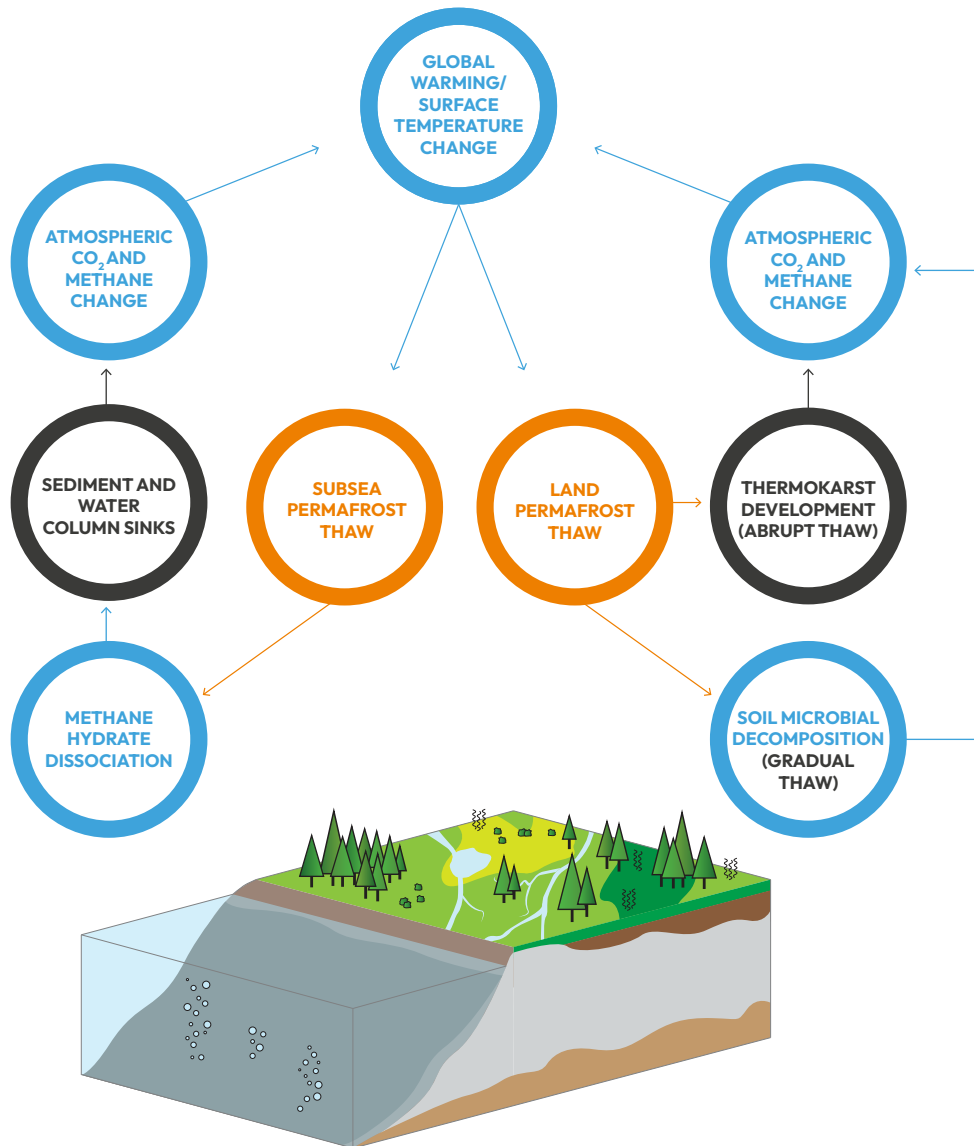 GLOBAL
WARMING/
SURFACE
TEMPERATURE
CHANGE
ATMOSPHERIC
CO₂ AND
METHANE
CHANGE
ATMOSPHERIC
CO₂ AND
METHANE
CHANGE
SEDIMENT AND
WATER
COLUMN SINKS
SUBSEA
PERMAFROST
THAW
LAND
PERMAFROST
THAW
THERMOKARST
DEVELOPMENT
(ABRUPT THAW)
METHANE
HYDRATE
DISSOCIATION
SOIL MICROBIAL
DECOMPOSITION
(GRADUAL
THAW)